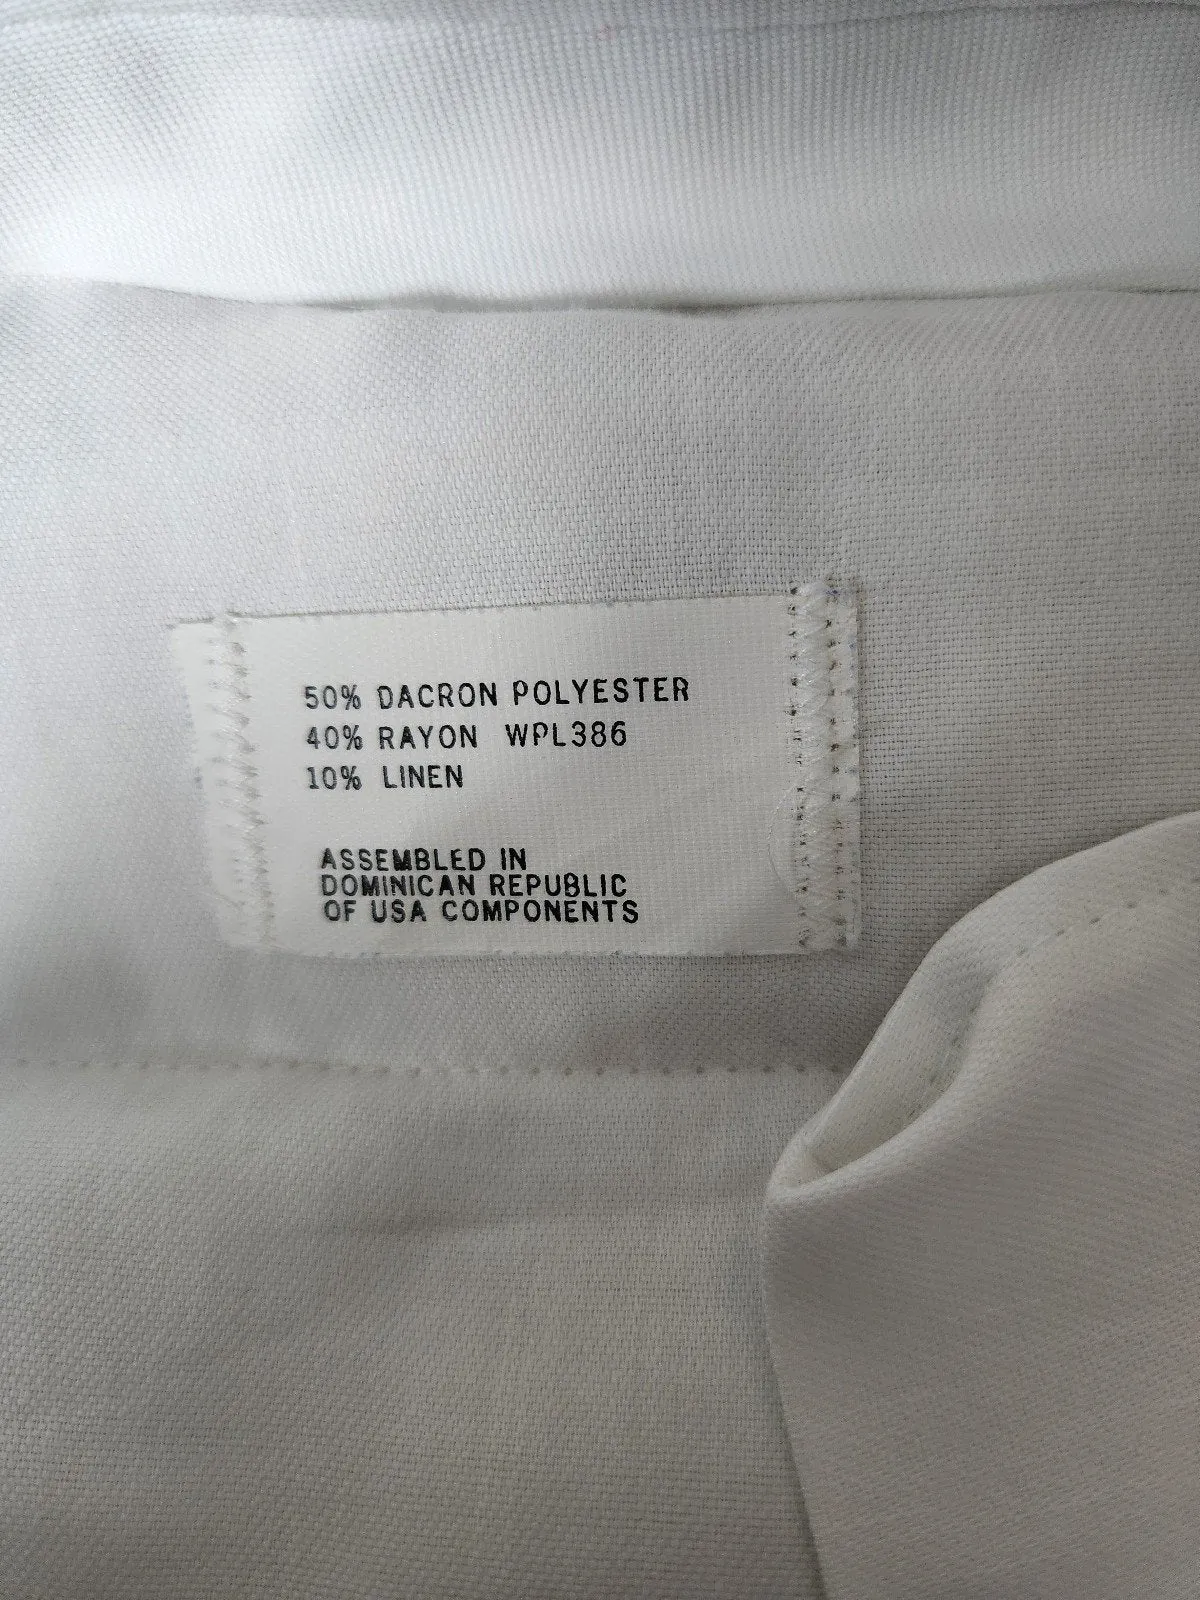 50% DACRON POLYESTER
40% RAYON WPL386
10% LINEN
ASSEMBLED IN
DOMINICAN REPUBLIC
OF USA COMPONENTS